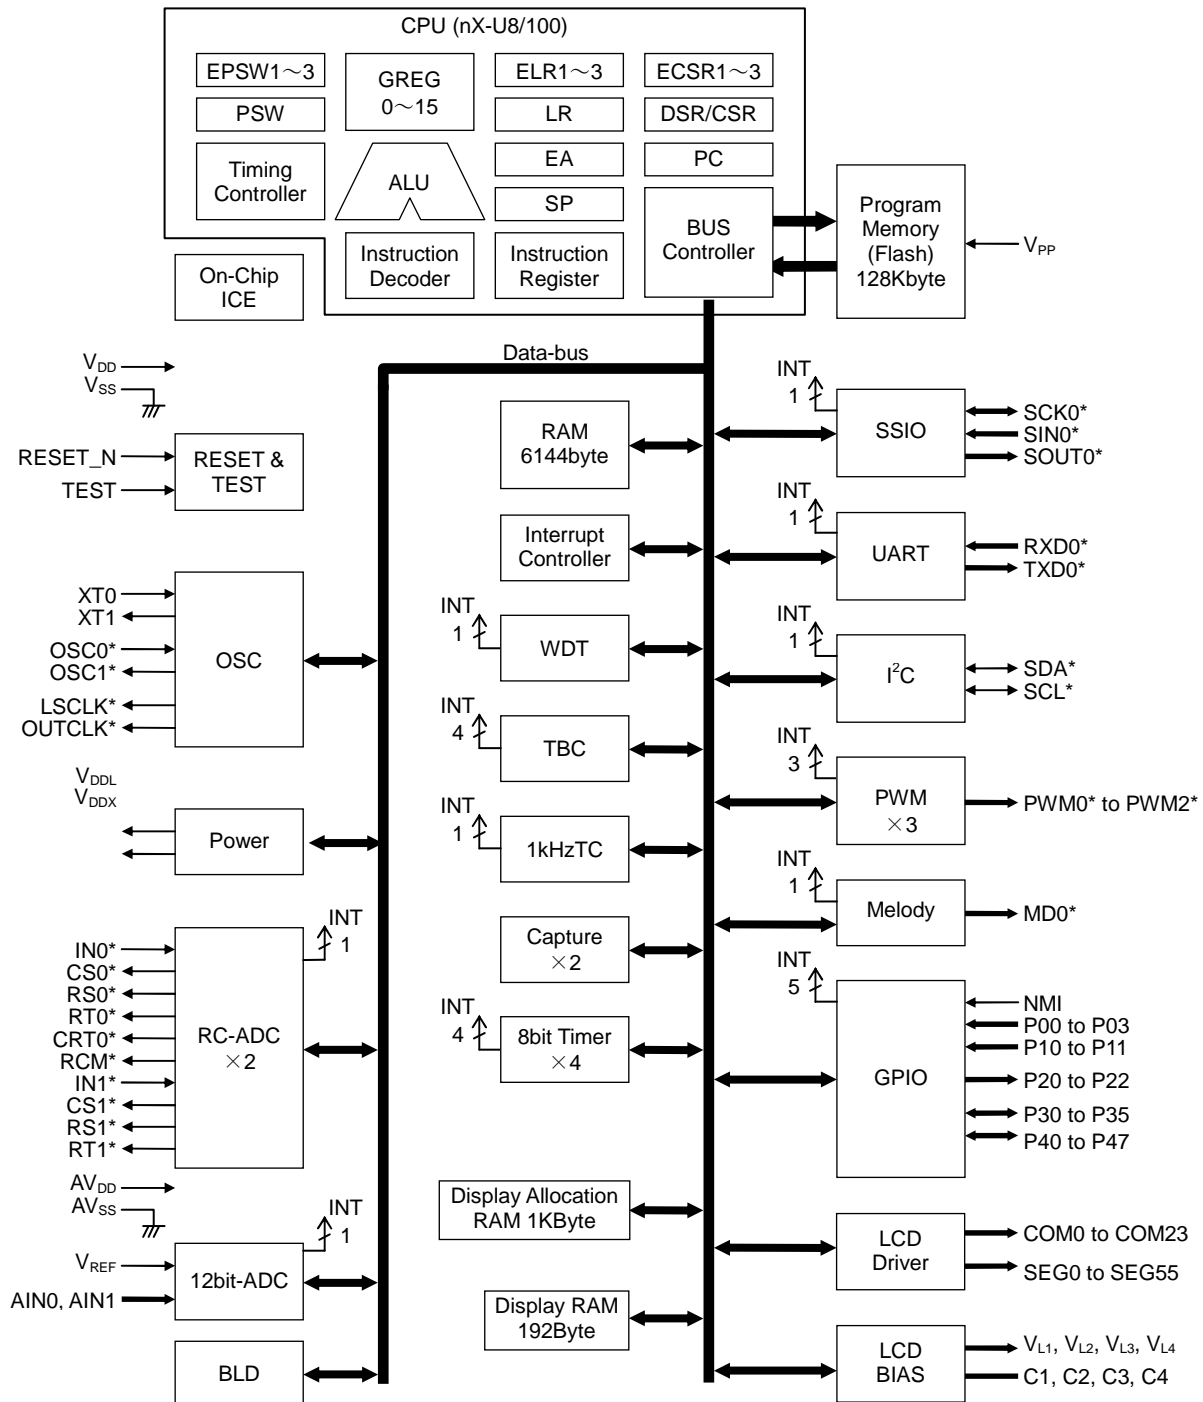 CPU (nX-U8/100)
EPSW1～3
GREG
0～15
ELR1～3
ECSR1～3
PSW
LR
DSR/CSR
Timing
Controller
ALU
EA
PC
SP
BUS
Controller
Program
Memory
(Flash)
128Kbyte
VPP
On-Chip
ICE
Instruction
Decoder
Instruction
Register
Data-bus
VDD
VSS
RESET_N
TEST
RESET &
TEST
XT0
XT1
OSC0*
OSC1*
LSCLK*
OUTCLK*
OSC
VDDL
VDDX
Power
IN0*
CS0*
RS0*
RT0*
CRT0*
RCM*
IN1*
CS1*
RS1*
RT1*
RC-ADC
×2
INT
1
AVDD
AVSS
VREF
AIN0, AIN1
12bit-ADC
INT
1
BLD
RAM
6144byte
Interrupt
Controller
INT
1
WDT
INT
4
TBC
INT
1
1kHzTC
Capture
×2
INT
4
8bit Timer
×4
Display Allocation
RAM 1KByte
Display RAM
192Byte
INT
1
SSIO
SCK0*
SIN0*
SOUT0*
INT
1
UART
RXD0*
TXD0*
INT
1
I²C
SDA*
SCL*
INT
3
PWM
×3
PWM0* to PWM2*
INT
1
Melody
MD0*
INT
5
GPIO
NMI
P00 to P03
P10 to P11
P20 to P22
P30 to P35
P40 to P47
LCD
Driver
COM0 to COM23
SEG0 to SEG55
LCD
BIAS
VL1, VL2, VL3, VL4
C1, C2, C3, C4